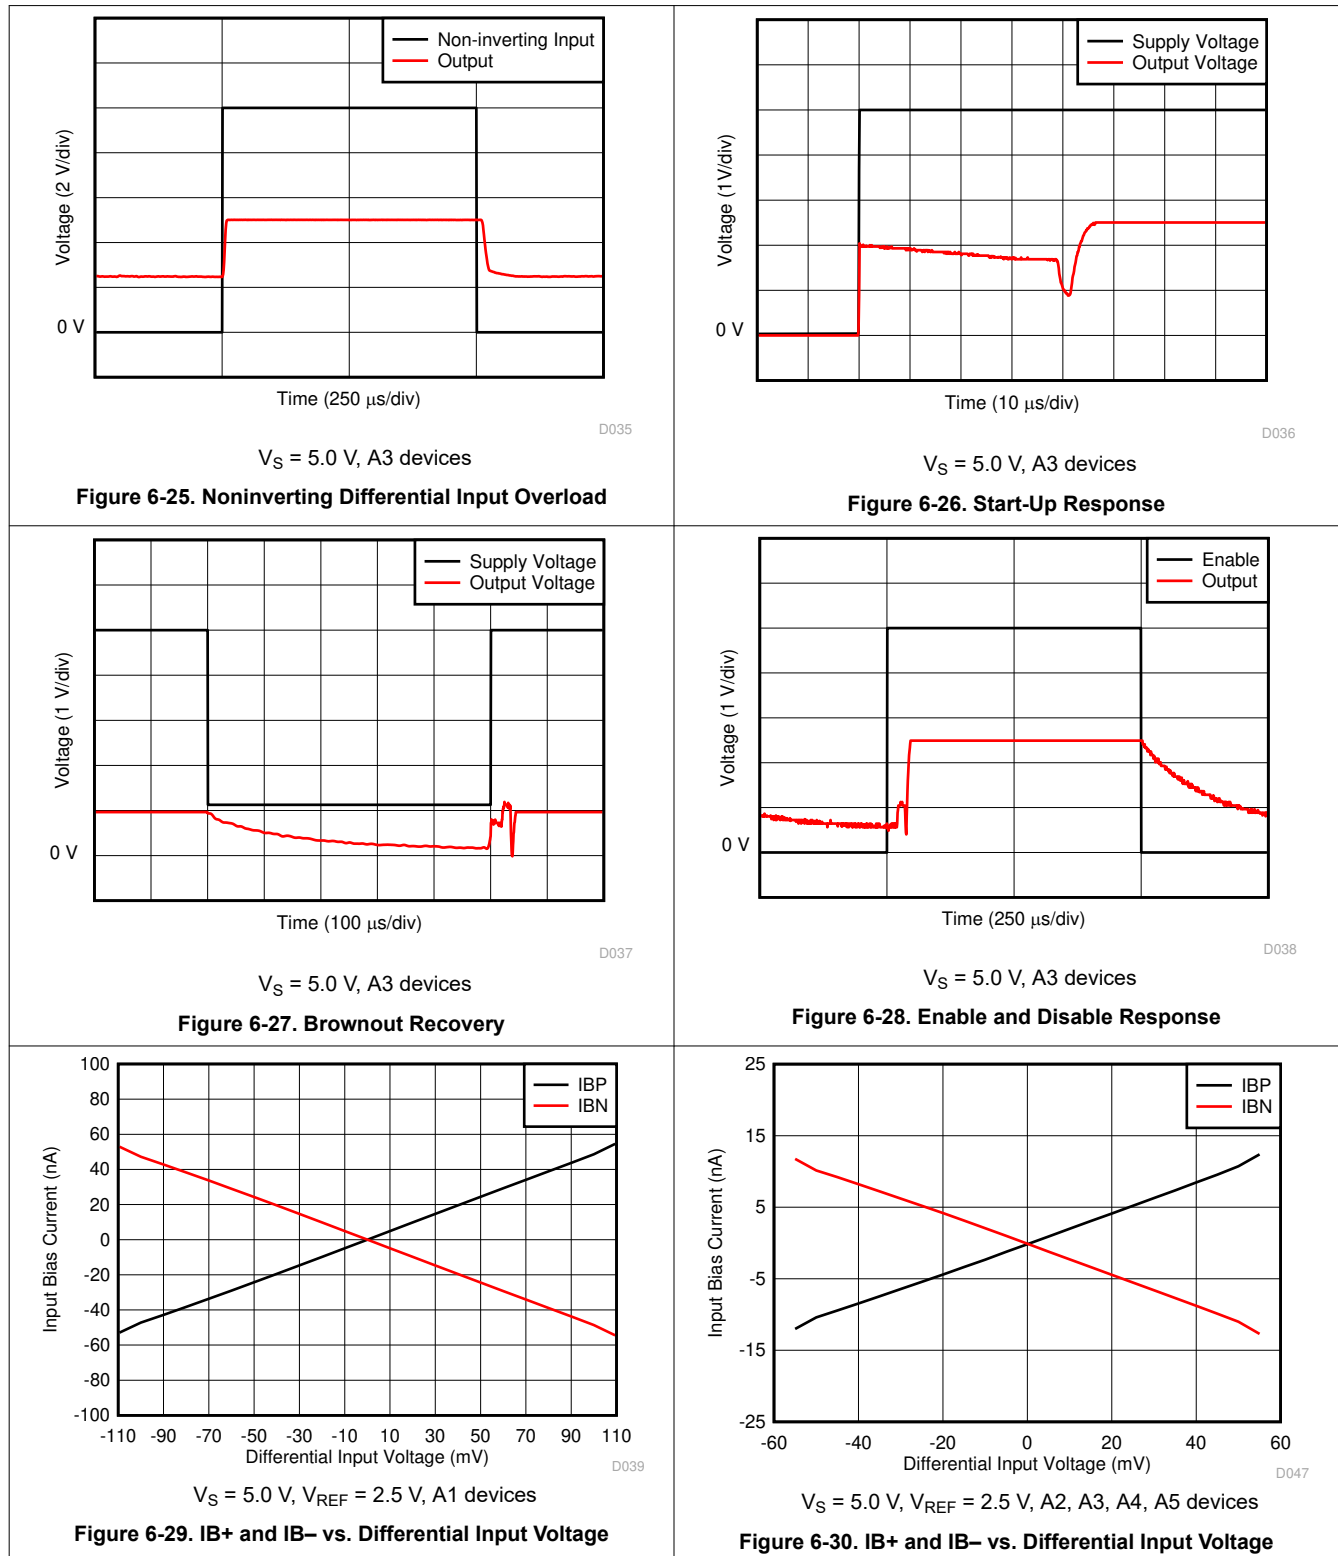 Non-inverting Input
Output
Voltage (2 V/div)
0 V
Time (250 µs/div)
D035
VS = 5.0 V, A3 devices
Figure 6-25. Noninverting Differential Input Overload
Supply Voltage
Output Voltage
Voltage (1V/div)
0 V
Time (10 µs/div)
D036
VS = 5.0 V, A3 devices
Figure 6-26. Start-Up Response
Supply Voltage
Output Voltage
Voltage (1 V/div)
0 V
Time (100 µs/div)
D037
VS = 5.0 V, A3 devices
Figure 6-27. Brownout Recovery
Enable
Output
Voltage (1 V/div)
0 V
Time (250 µs/div)
D038
VS = 5.0 V, A3 devices
Figure 6-28. Enable and Disable Response
IBP
IBN
Input Bias Current (nA)
100
80
60
40
20
0
-20
-40
-60
-80
-100
-110 -90 -70 -50 -30 -10 10 30 50 70 90 110
Differential Input Voltage (mV)
D039
VS = 5.0 V, VREF = 2.5 V, A1 devices
Figure 6-29. IB+ and IB– vs. Differential Input Voltage
IBP
IBN
Input Bias Current (nA)
25
15
5
-5
-15
-25
-60 -40 -20 0 20 40 60
Differential Input Voltage (mV)
D047
VS = 5.0 V, VREF = 2.5 V, A2, A3, A4, A5 devices
Figure 6-30. IB+ and IB– vs. Differential Input Voltage